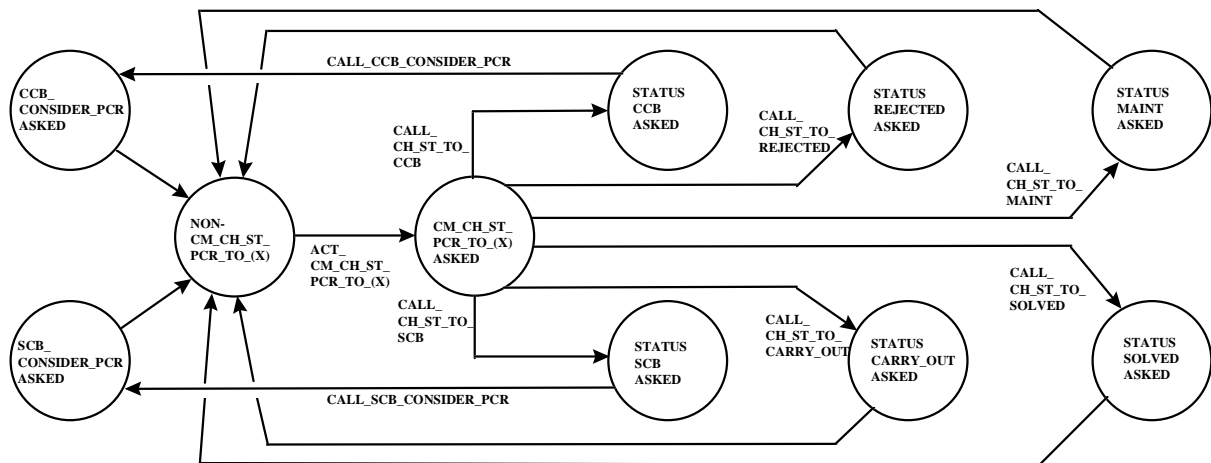 CALL_CCB_CONSIDER_PCR
CCB_
CONSIDER_PCR
ASKED
STATUS
CCB
ASKED
STATUS
REJECTED
ASKED
STATUS
MAINT
ASKED
CALL_
CH_ST_TO_
CCB
CALL_
CH_ST_TO_
REJECTED
CALL_
CH_ST_TO_
MAINT
NON-
CM_CH_ST_
PCR_TO_(X)
ACT_
CM_CH_ST_
PCR_TO_(X)
CM_CH_ST_
PCR_TO_(X)
ASKED
CALL_
CH_ST_TO_
SCB
CALL_
CH_ST_TO_
CARRY_OUT
CALL_
CH_ST_TO_
SOLVED
SCB_
CONSIDER_PCR
ASKED
STATUS
SCB
ASKED
STATUS
CARRY_OUT
ASKED
STATUS
SOLVED
ASKED
CALL_SCB_CONSIDER_PCR